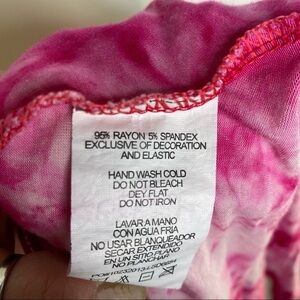 95% RAYON 5% SPANDEX
EXCLUSIVE OF DECORATION
AND ELASTIC
HAND WASH COLD
DO NOT BLEACH
DEY FLAT
DO NOT IRON
LAVAR A MANO
CON AGUA FRIA
NO USAR BLANQUEADOR
SECAR EXTENDIDO
EN UN SITIO PLANO
NO PLANCHAR